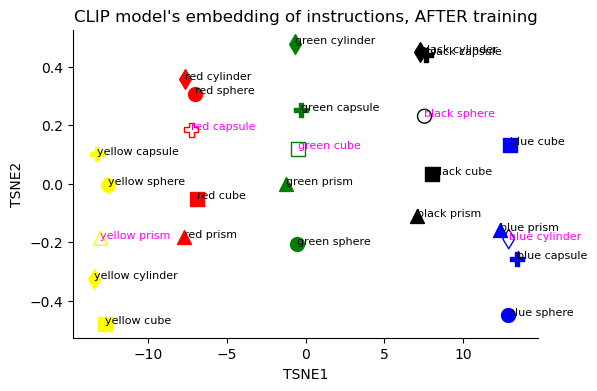 CLIP model's embedding of instructions, AFTER training
green cylinder
black cylinder
black capsule
red cylinder
red sphere
green capsule
black sphere
red capsule
blue cube
green cube
yellow capsule
yellow sphere
green prism
black cube
red cube
black prism
blue prism
yellow prism
red prism
blue cylinder
green sphere
blue capsule
yellow cylinder
blue sphere
yellow cube
0.4
0.2
0.0
−0.2
−0.4
TSNE2
−10
−5
0
5
10
TSNE1